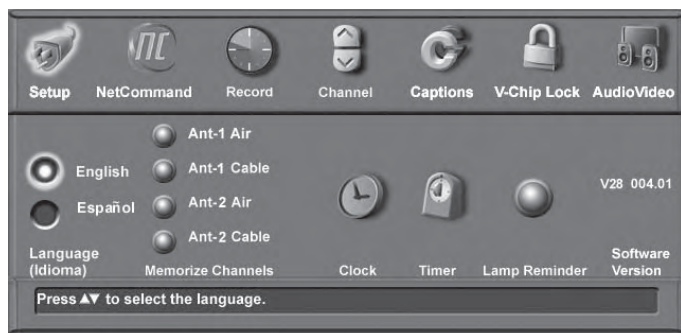 Setup NetCommand Record Channel Captions V-Chip Lock AudioVideo
Ant-1 Air
English Ant-1 Cable
Español Ant-2 Air
Ant-2 Cable
V28 004.01
Language
(Idioma) Memorize Channels Clock Timer Lamp Reminder Software
Version
Press ▲▼ to select the language.